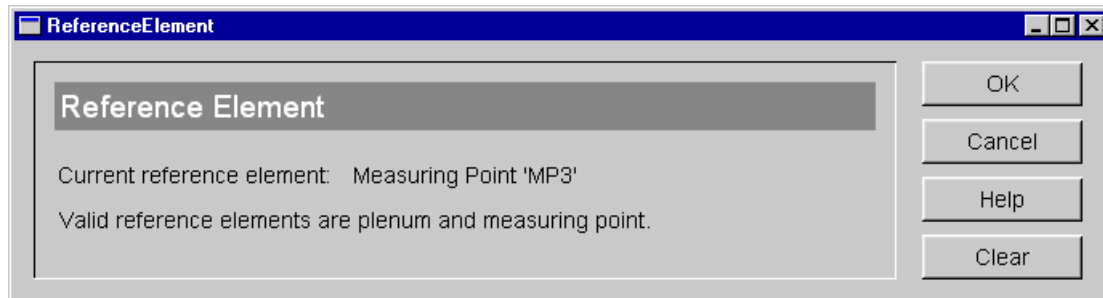 ReferenceElement
Reference Element
Current reference element: Measuring Point 'MP3'
Valid reference elements are plenum and measuring point.
OK
Cancel
Help
Clear